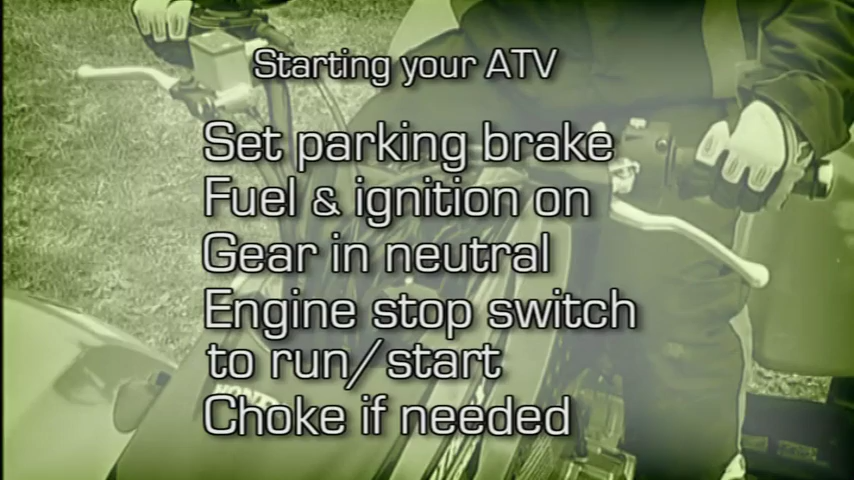 Starting your ATV
Set parking brake
Fuel & ignition on
Gear in neutral
Engine stop switch
to run/start
Choke if needed
HONDA